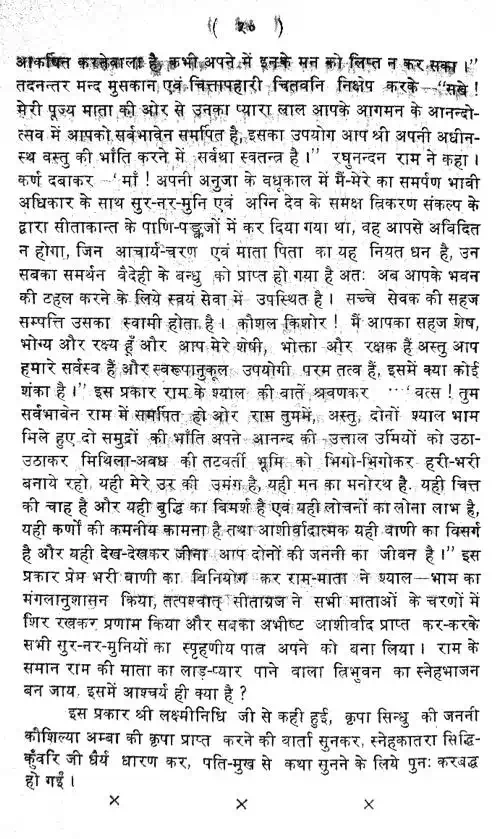 ( २० )
आकर्षित करनेवाला है, कभी अपने में इनके मन को लिप्त न कर सका।"
तदनन्तर मन्द मुसकान एवं चित्तापहारी चितवनि निक्षेप करके—"सखे!
मेरी पूज्य माता की ओर से उनका प्यारा लाल आपके आगमन के आनन्दो-
त्सव में आपको सर्वभावेन समर्पित है, इसका उपयोग आप श्री अपनी अधीन-
स्थ वस्तु की भाँति करने में सर्वथा स्वतन्त्र है।" रघुनन्दन राम ने कहा।
कर्ण दबाकर —'माँ! अपनी अनुजा के वधूकाल में मैं-मेरे का समर्पण भावी
अधिकार के साथ सुर-नर-मुनि एवं अग्नि देव के समक्ष त्रिकरण संकल्प के
द्वारा सीताकान्त के पाणि-पङ्कजों में कर दिया गया था, वह आपसे अविदित
न होगा, जिन आचार्य-चरण एवं माता पिता का यह नियत धन है, उन
सबका समर्थन वैदेही के बन्धु को प्राप्त हो गया है अतः अब आपके भवन
की टहल करने के लिये स्वयं सेवा में उपस्थित है। सच्चे सेवक की सहज
सम्पत्ति उसका स्वामी होता है। कौशल किशोर! मैं आपका सहज शेष,
भोग्य और रक्ष्य हूँ और आप मेरे शेषी, भोक्ता और रक्षक हैं अस्तु आप
हमारे सर्वस्व हैं और स्वरूपानुकूल उपयोगी परम तत्व हैं, इसमें क्या कोई
शंका है।" इस प्रकार राम के श्याल की बातें श्रवणकर ···'वत्स! तुम
सर्वभावेन राम में समर्पित हो और राम तुममें, अस्तु, दोनों श्याल भाम
मिले हुए दो समुद्रों की भाँति अपने आनन्द की उत्ताल उर्मियों को उठा-
उठाकर मिथिला-अवध की तटवर्ती भूमि को भिगो-भिगोकर हरी-भरी
बनाये रहो, यही मेरे उर की उमंग है, यही मन का मनोरथ है. यही चित्त
की चाह है और यही बुद्धि का बिमर्श है एवं यही लोचनों का लोना लाभ है,
यही कर्णों की कमनीय कामना है तथा आशीर्वादात्मक यही वाणी का विसर्ग
है और यही देख-देखकर जीना आप दोनों की जननी का जीवन है।" इस
प्रकार प्रेम भरी बाणी का बिनियोग कर राम-माता ने श्याल—भाम का
मंगलानुशासन किया, तत्पश्चात् सीताग्रज ने सभी माताओं के चरणों में
शिर रखकर प्रणाम किया और सबका अभीष्ट आशीर्वाद प्राप्त कर-करके
सभी सुर-नर-मुनियों का स्पृहणीय पात्र अपने को बना लिया। राम के
समान राम की माता का लाड़-प्यार पाने वाला त्रिभुवन का स्नेहभाजन
बन जाय, इसमें आश्चर्य ही क्या है?
इस प्रकार श्री लक्ष्मीनिधि जी से कही हुई, कृपा सिन्धु की जननी
कौशिल्या अम्बा की कृपा प्राप्त करने की वार्ता सुनकर, स्नेहकातरा सिद्धि-
कुँवरि जी धैर्य धारण कर, पति-मुख से कथा सुनने के लिये पुनः करबद्ध
हो गईं।
× × ×